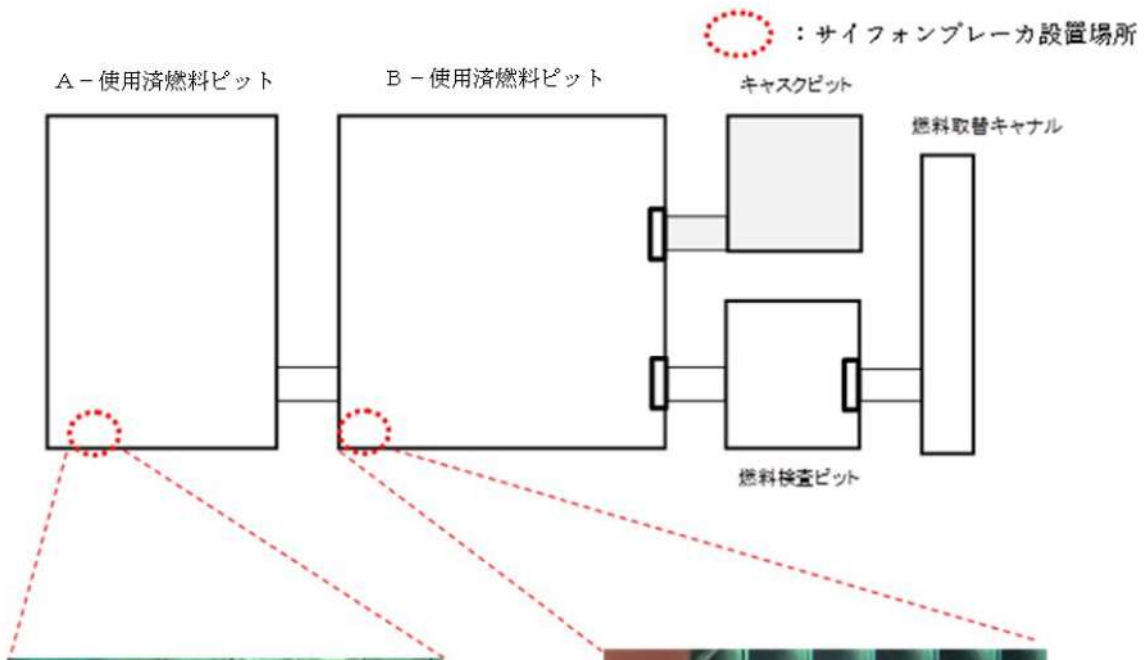 ：サイフォンブレーカ設置場所
A－使用済燃料ピット
B－使用済燃料ピット
キャスクピット
燃料取替キャナル
燃料検査ピット